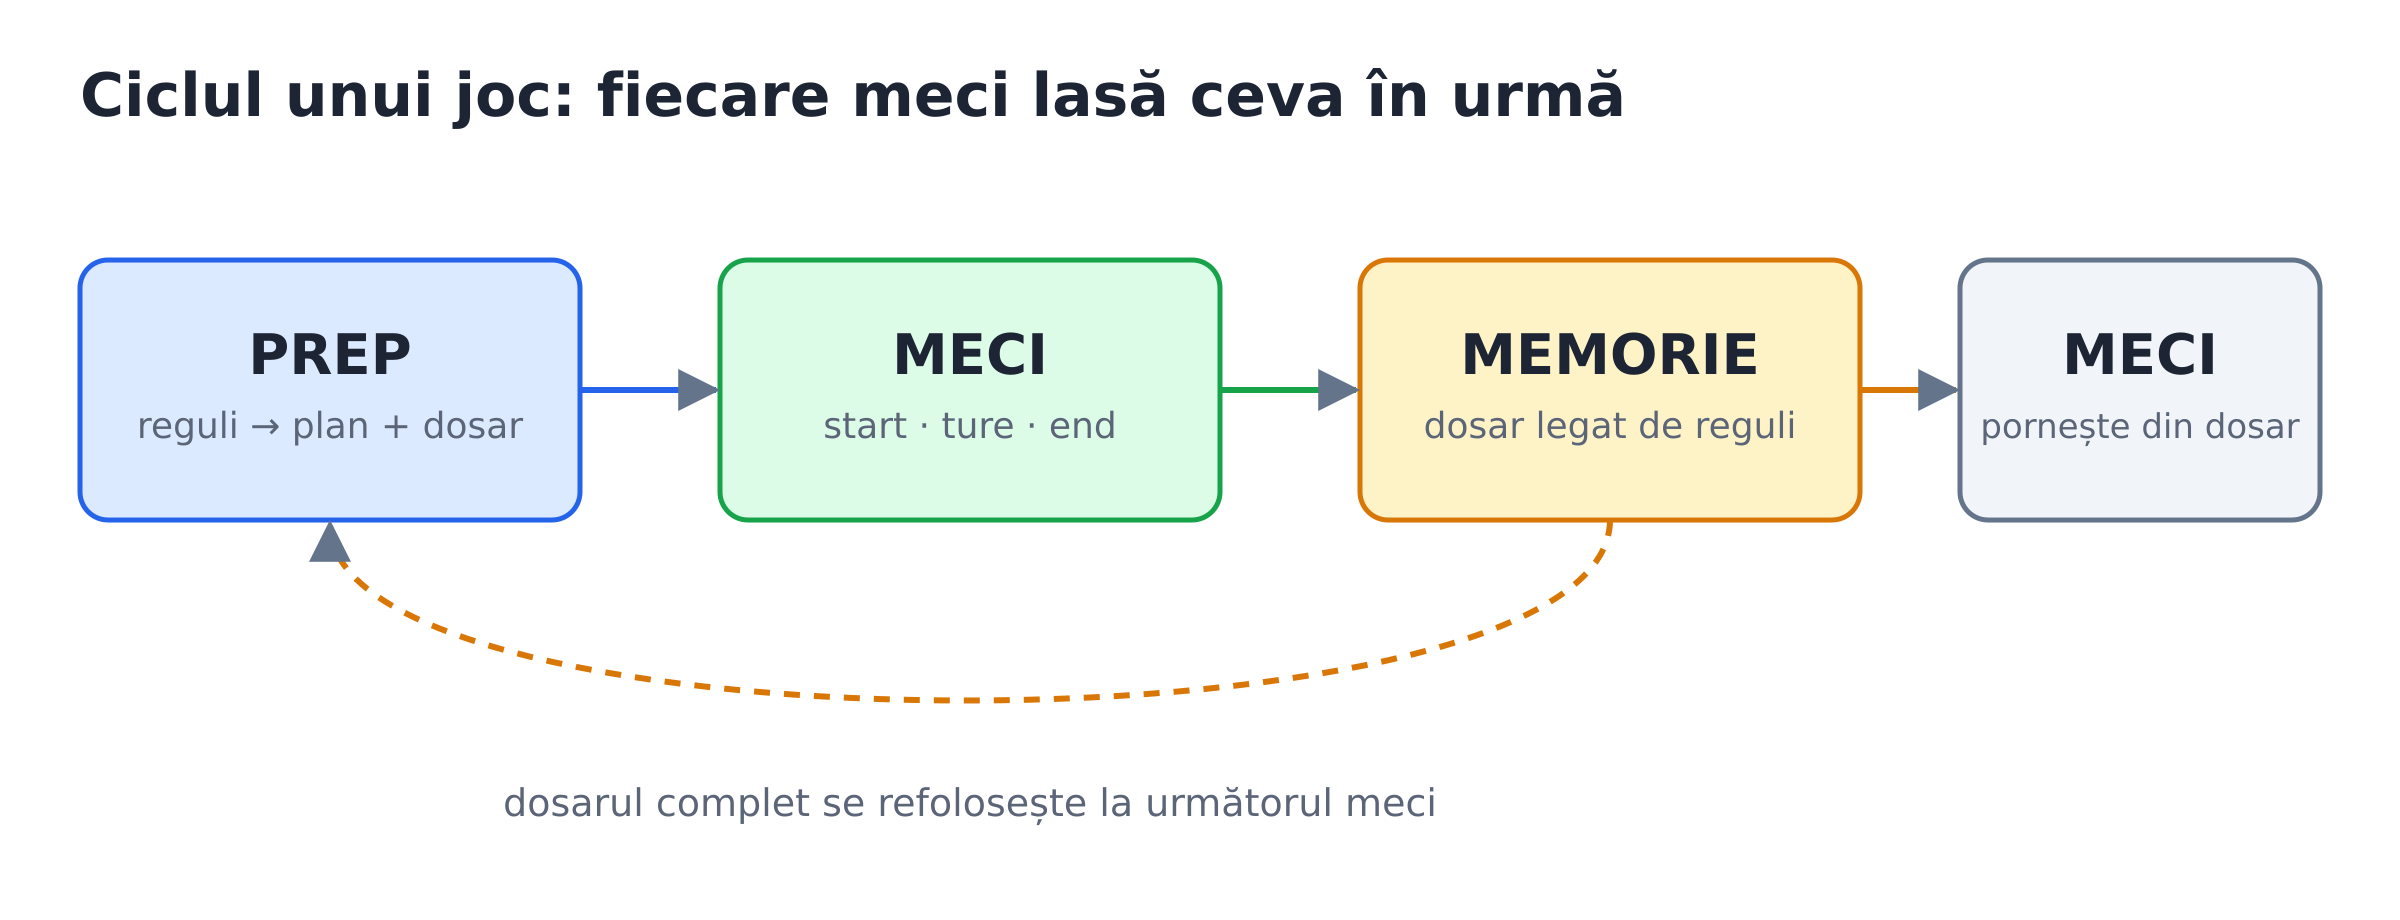 Ciclul unui joc: fiecare meci lasă ceva în urmă
PREP
reguli → plan + dosar
MECI
start · ture · end
MEMORIE
dosar legat de reguli
MECI
pornește din dosar
dosarul complet se refolosește la următorul meci